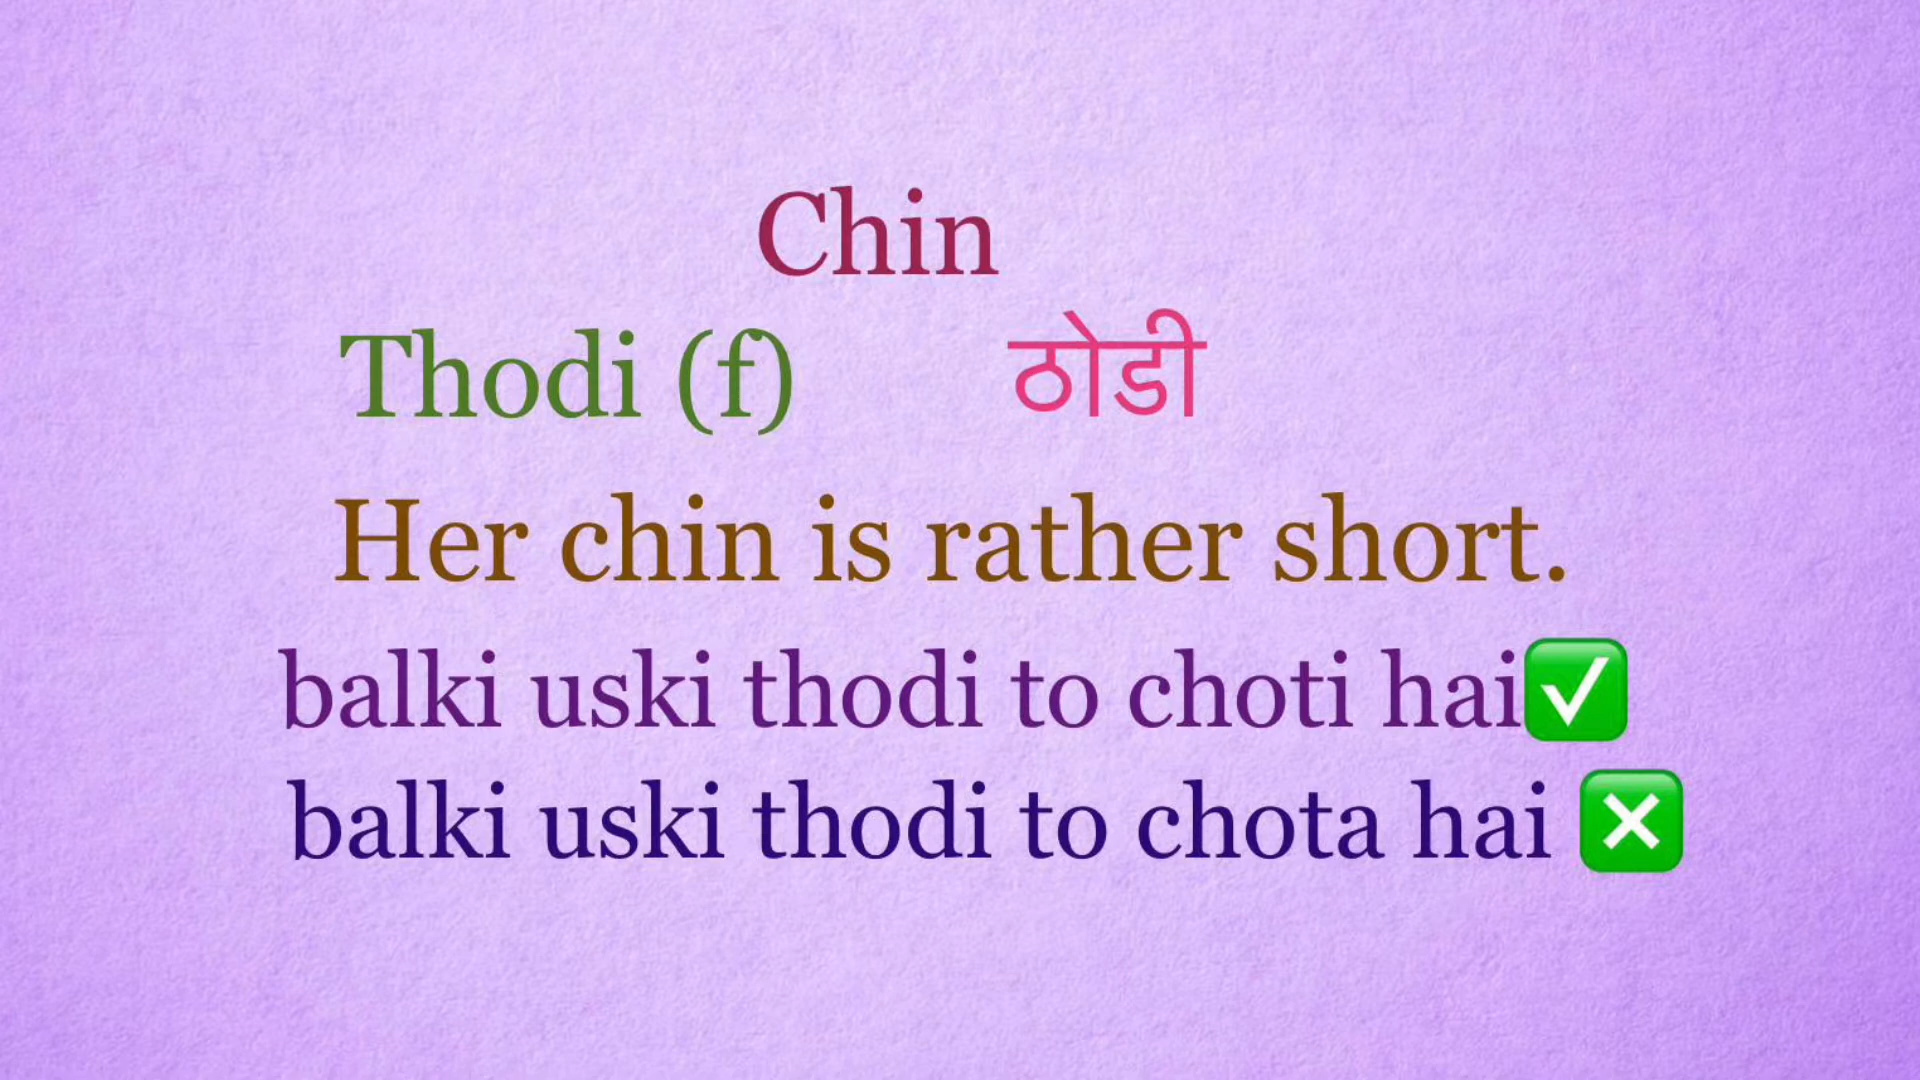 Chin
Thodi (f) ठोडी
Her chin is rather short.
balki uski thodi to choti hai✅
balki uski thodi to chota hai ❎